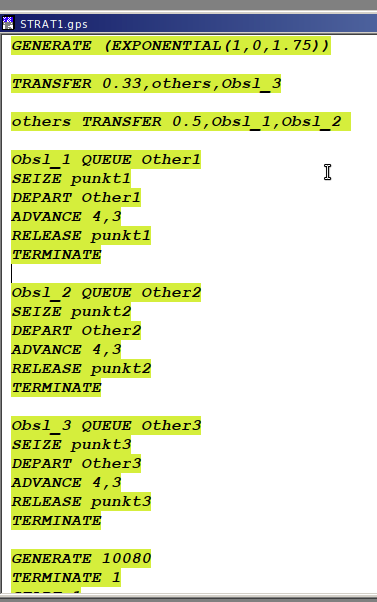 STRAT1.gps
GENERATE (EXPONENTIAL(1,0,1.75))
TRANSFER 0.33,others,Obsl_3
others TRANSFER 0.5,Obsl_1,Obsl_2
Obsl_1 QUEUE Other1
SEIZE punkt1
DEPART Other1
ADVANCE 4,3
RELEASE punkt1
TERMINATE
Obsl_2 QUEUE Other2
SEIZE punkt2
DEPART Other2
ADVANCE 4,3
RELEASE punkt2
TERMINATE
Obsl_3 QUEUE Other3
SEIZE punkt3
DEPART Other3
ADVANCE 4,3
RELEASE punkt3
TERMINATE
GENERATE 10080
TERMINATE 1